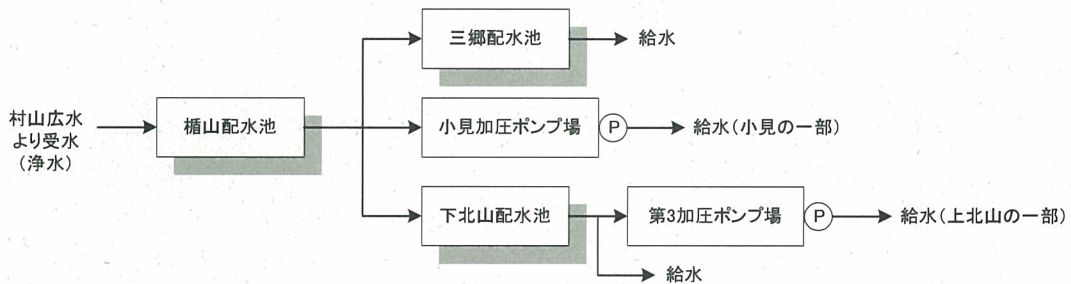 三郷配水池
給水
村山広水
より受水
(浄水)
楯山配水池
小見加圧ポンプ場
P
給水(小見の一部)
下北山配水池
第3加圧ポンプ場
P
給水(上北山の一部)
給水